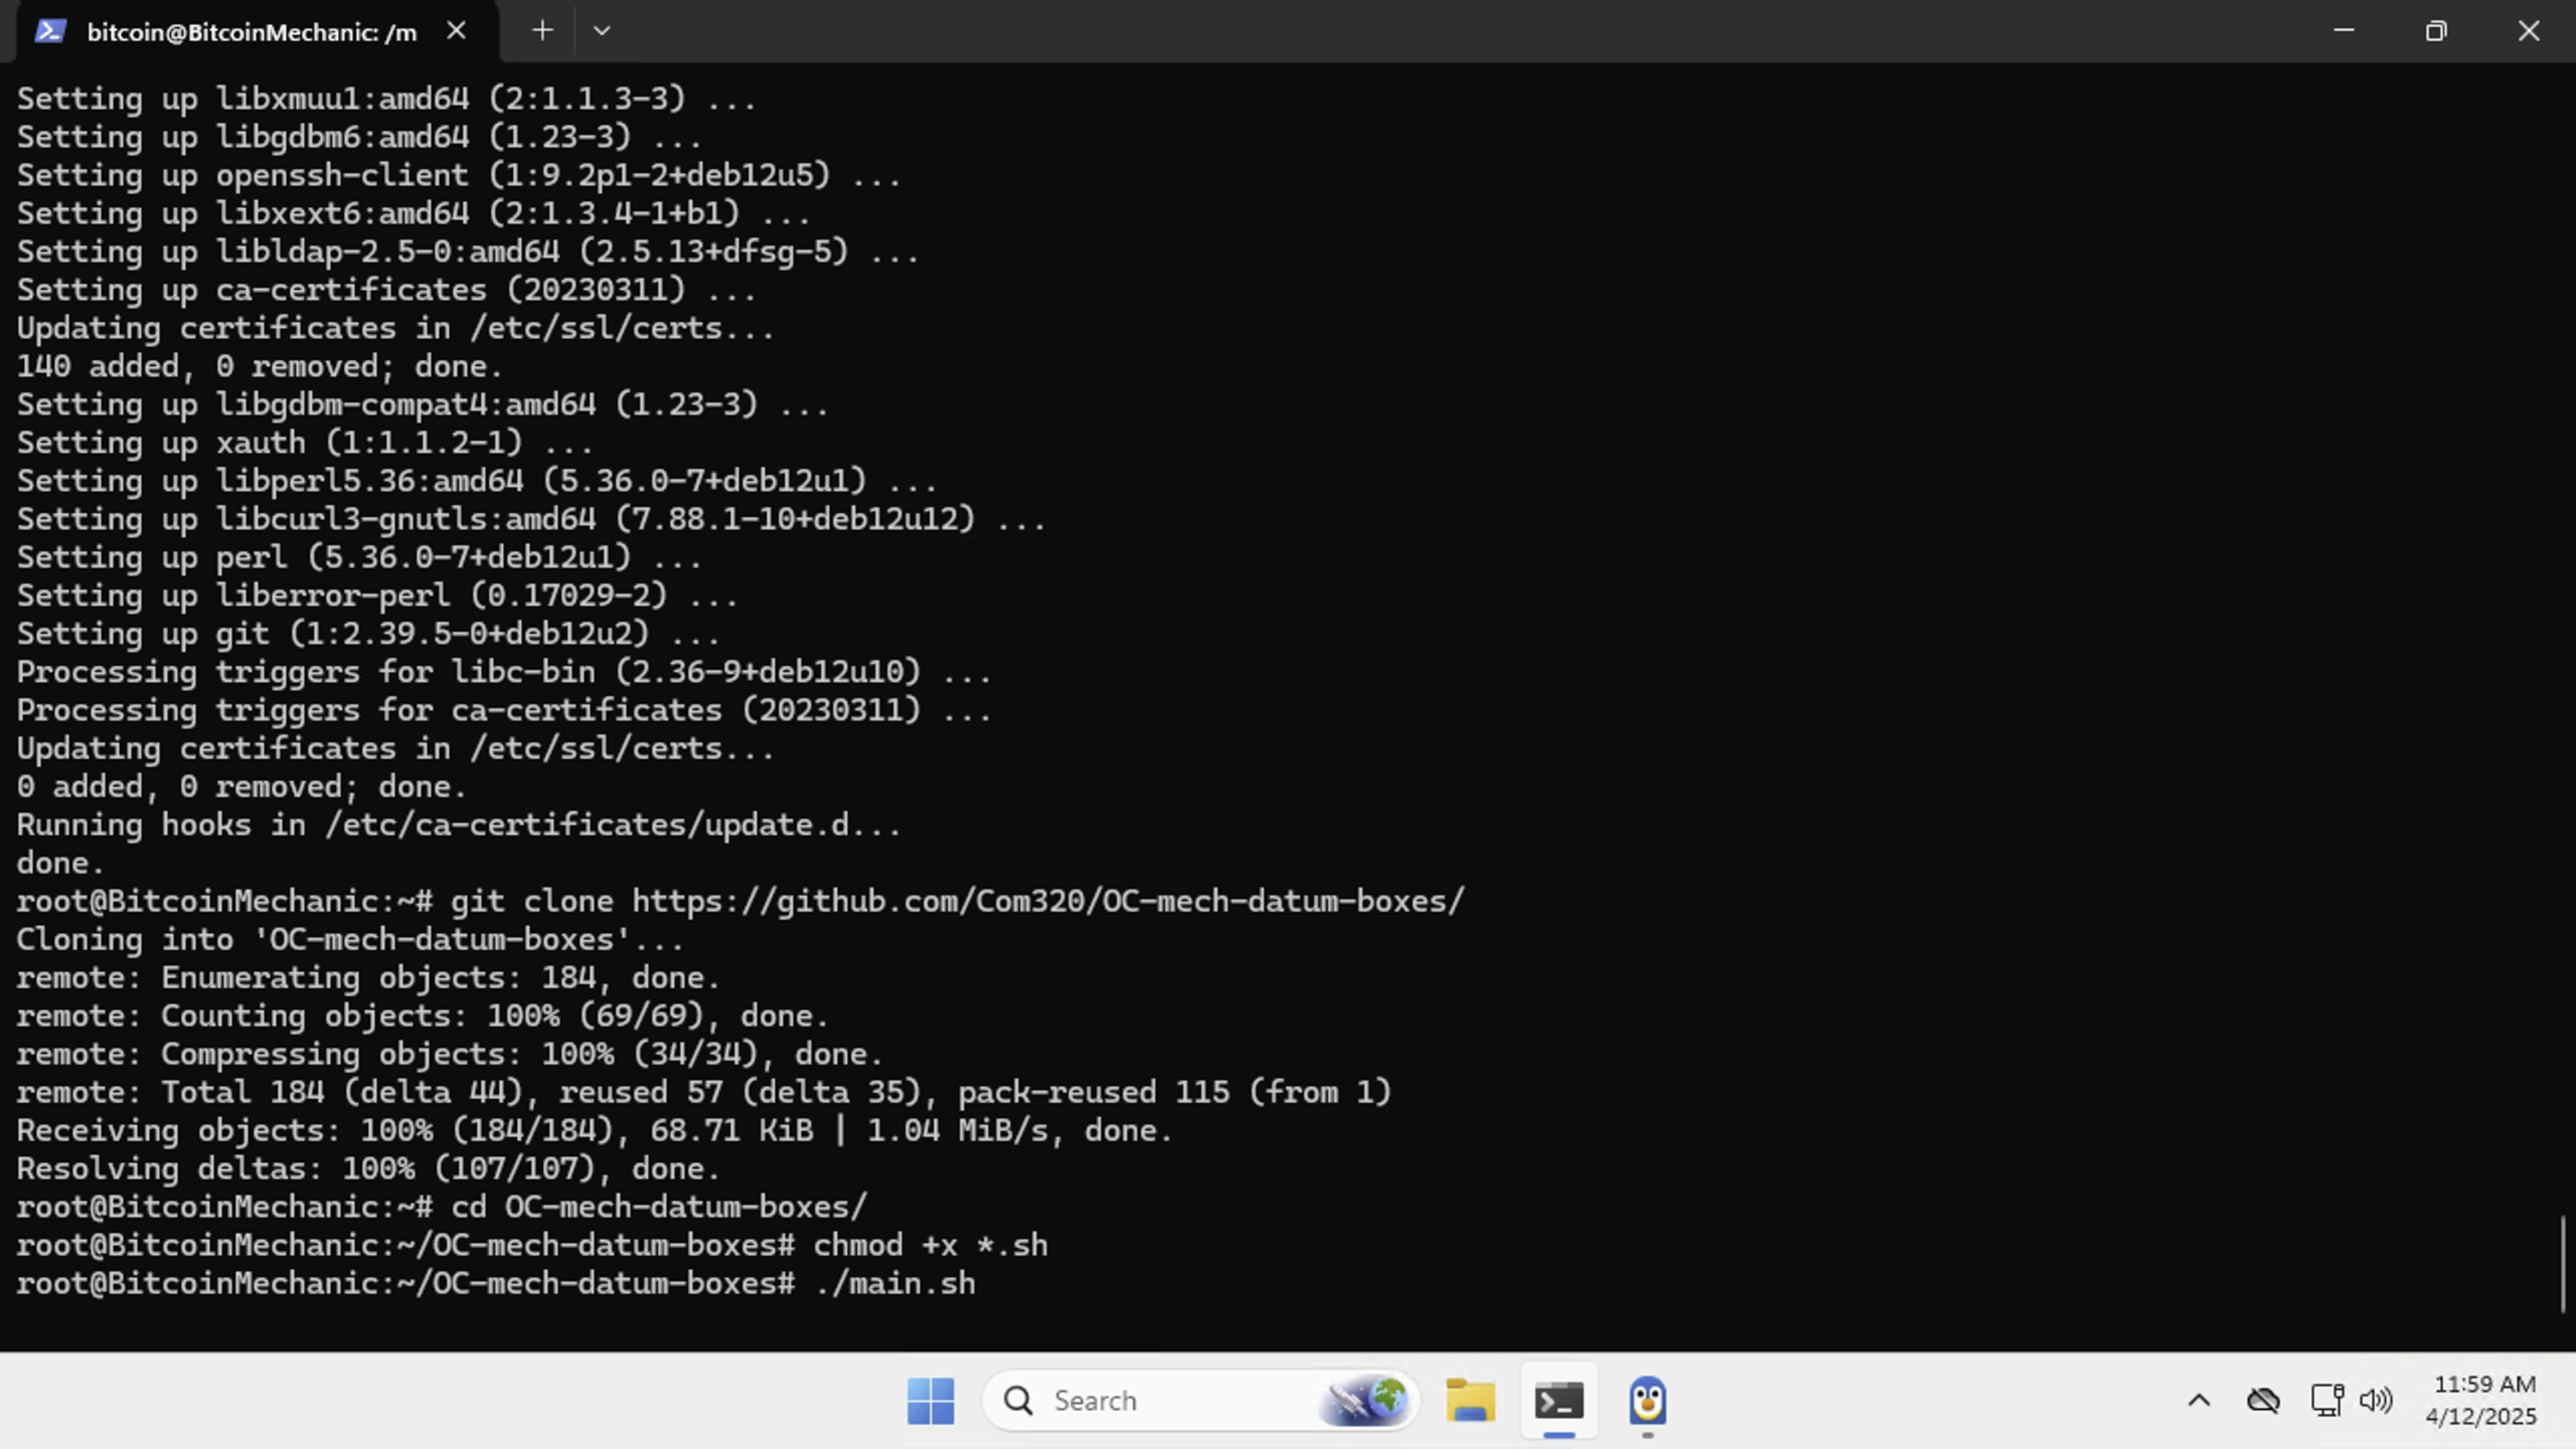 bitcoin@BitcoinMechanic: /m
Setting up libxmuu1:amd64 (2:1.1.3-3) ...
Setting up libgdbm6:amd64 (1.23-3) ...
Setting up openssh-client (1:9.2p1-2+deb12u5) ...
Setting up libxext6:amd64 (2:1.3.4-1+b1) ...
Setting up libldap-2.5-0:amd64 (2.5.13+dfsg-5) ...
Setting up ca-certificates (20230311) ...
Updating certificates in /etc/ssl/certs...
140 added, 0 removed; done.
Setting up libgdbm-compat4:amd64 (1.23-3) ...
Setting up xauth (1:1.1.2-1) ...
Setting up libperl5.36:amd64 (5.36.0-7+deb12u1) ...
Setting up libcurl3-gnutls:amd64 (7.88.1-10+deb12u12) ...
Setting up perl (5.36.0-7+deb12u1) ...
Setting up liberror-perl (0.17029-2) ...
Setting up git (1:2.39.5-0+deb12u2) ...
Processing triggers for libc-bin (2.36-9+deb12u10) ...
Processing triggers for ca-certificates (20230311) ...
Updating certificates in /etc/ssl/certs...
0 added, 0 removed; done.
Running hooks in /etc/ca-certificates/update.d...
done.
root@BitcoinMechanic:~# git clone https://github.com/Com320/OC-mech-datum-boxes/
Cloning into 'OC-mech-datum-boxes'...
remote: Enumerating objects: 184, done.
remote: Counting objects: 100% (69/69), done.
remote: Compressing objects: 100% (34/34), done.
remote: Total 184 (delta 44), reused 57 (delta 35), pack-reused 115 (from 1)
Receiving objects: 100% (184/184), 68.71 KiB | 1.04 MiB/s, done.
Resolving deltas: 100% (107/107), done.
root@BitcoinMechanic:~# cd OC-mech-datum-boxes/
root@BitcoinMechanic:~/OC-mech-datum-boxes# chmod +x *.sh
root@BitcoinMechanic:~/OC-mech-datum-boxes# ./main.sh
Search
11:59 AM
4/12/2025